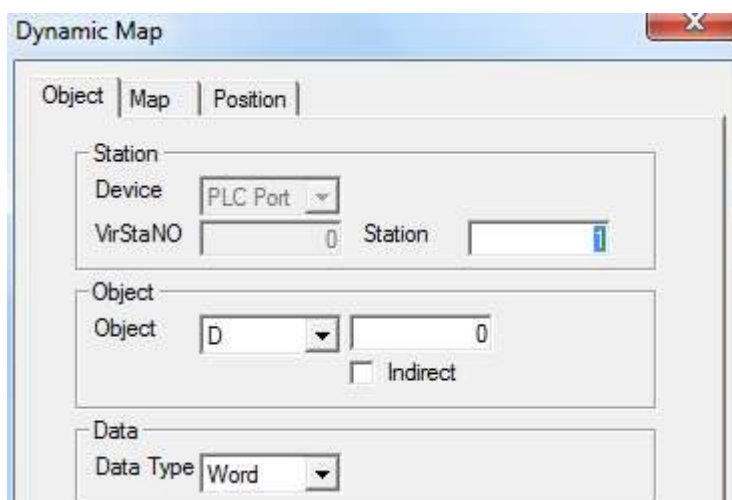 Dynamic Map
Object Map Position
Station
Device PLC Port
VirStaNO 0 Station 1
Object
Object D 0
Indirect
Data
Data Type Word